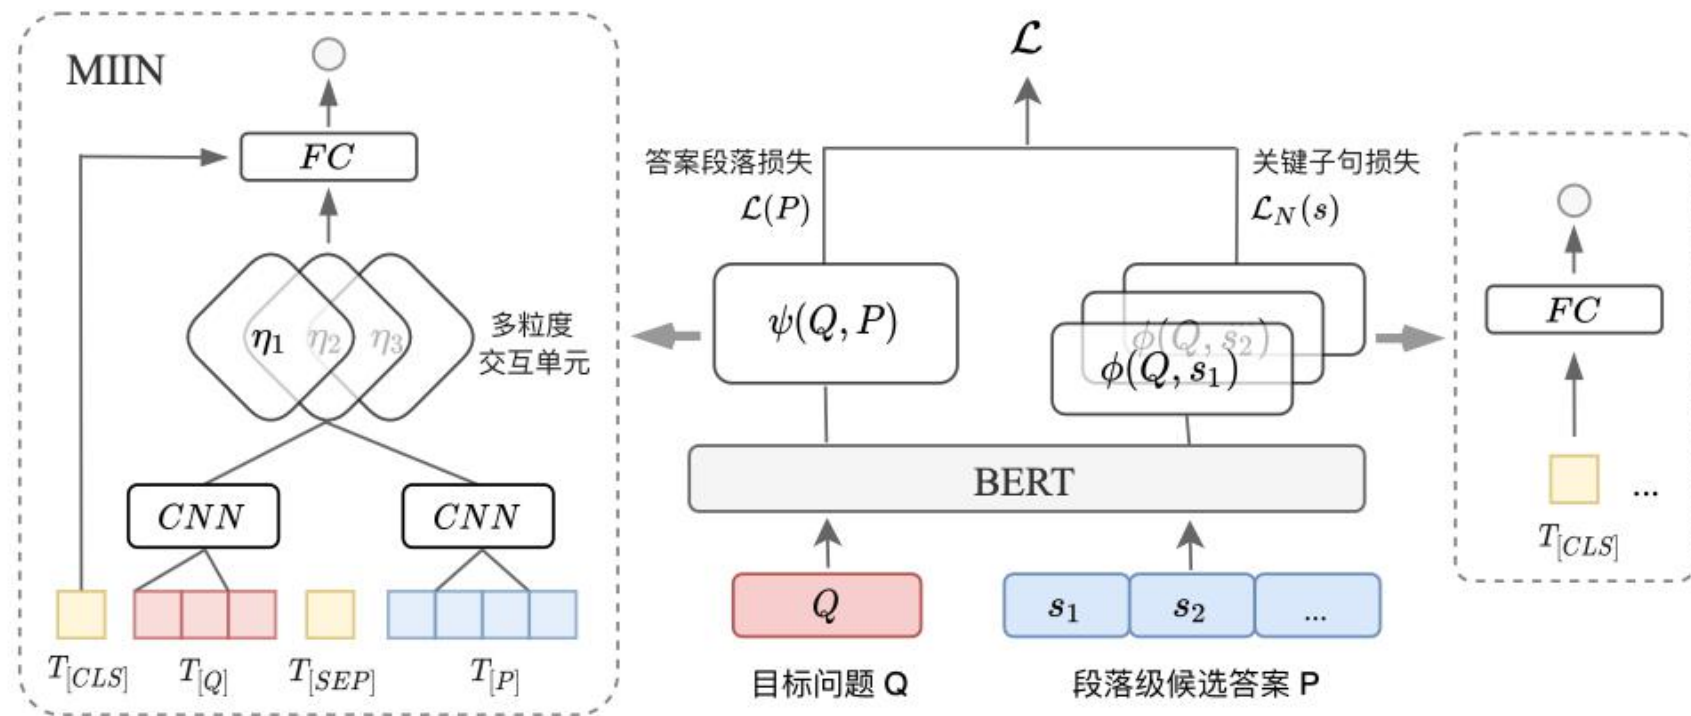 MIIN
FC
η1 η2 η3
多粒度
交互单元
CNN CNN
T[CLS] T[Q] T[SEP] T[P]
ℒ
答案段落损失
ℒ(P)
关键子句损失
ℒN(s)
ψ(Q, P)
ϕ(Q, s2)
ϕ(Q, s1)
BERT
Q
s1 s2 ...
目标问题 Q
段落级候选答案 P
FC
...
T[CLS]